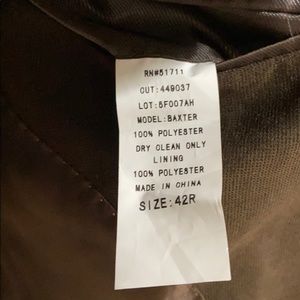 RN#51711
CUT:449037
LOT:5F007AH
MODEL:BAXTER
100% POLYESTER
DRY CLEAN ONLY
LINING
100% POLYESTER
MADE IN CHINA
SIZE:42R